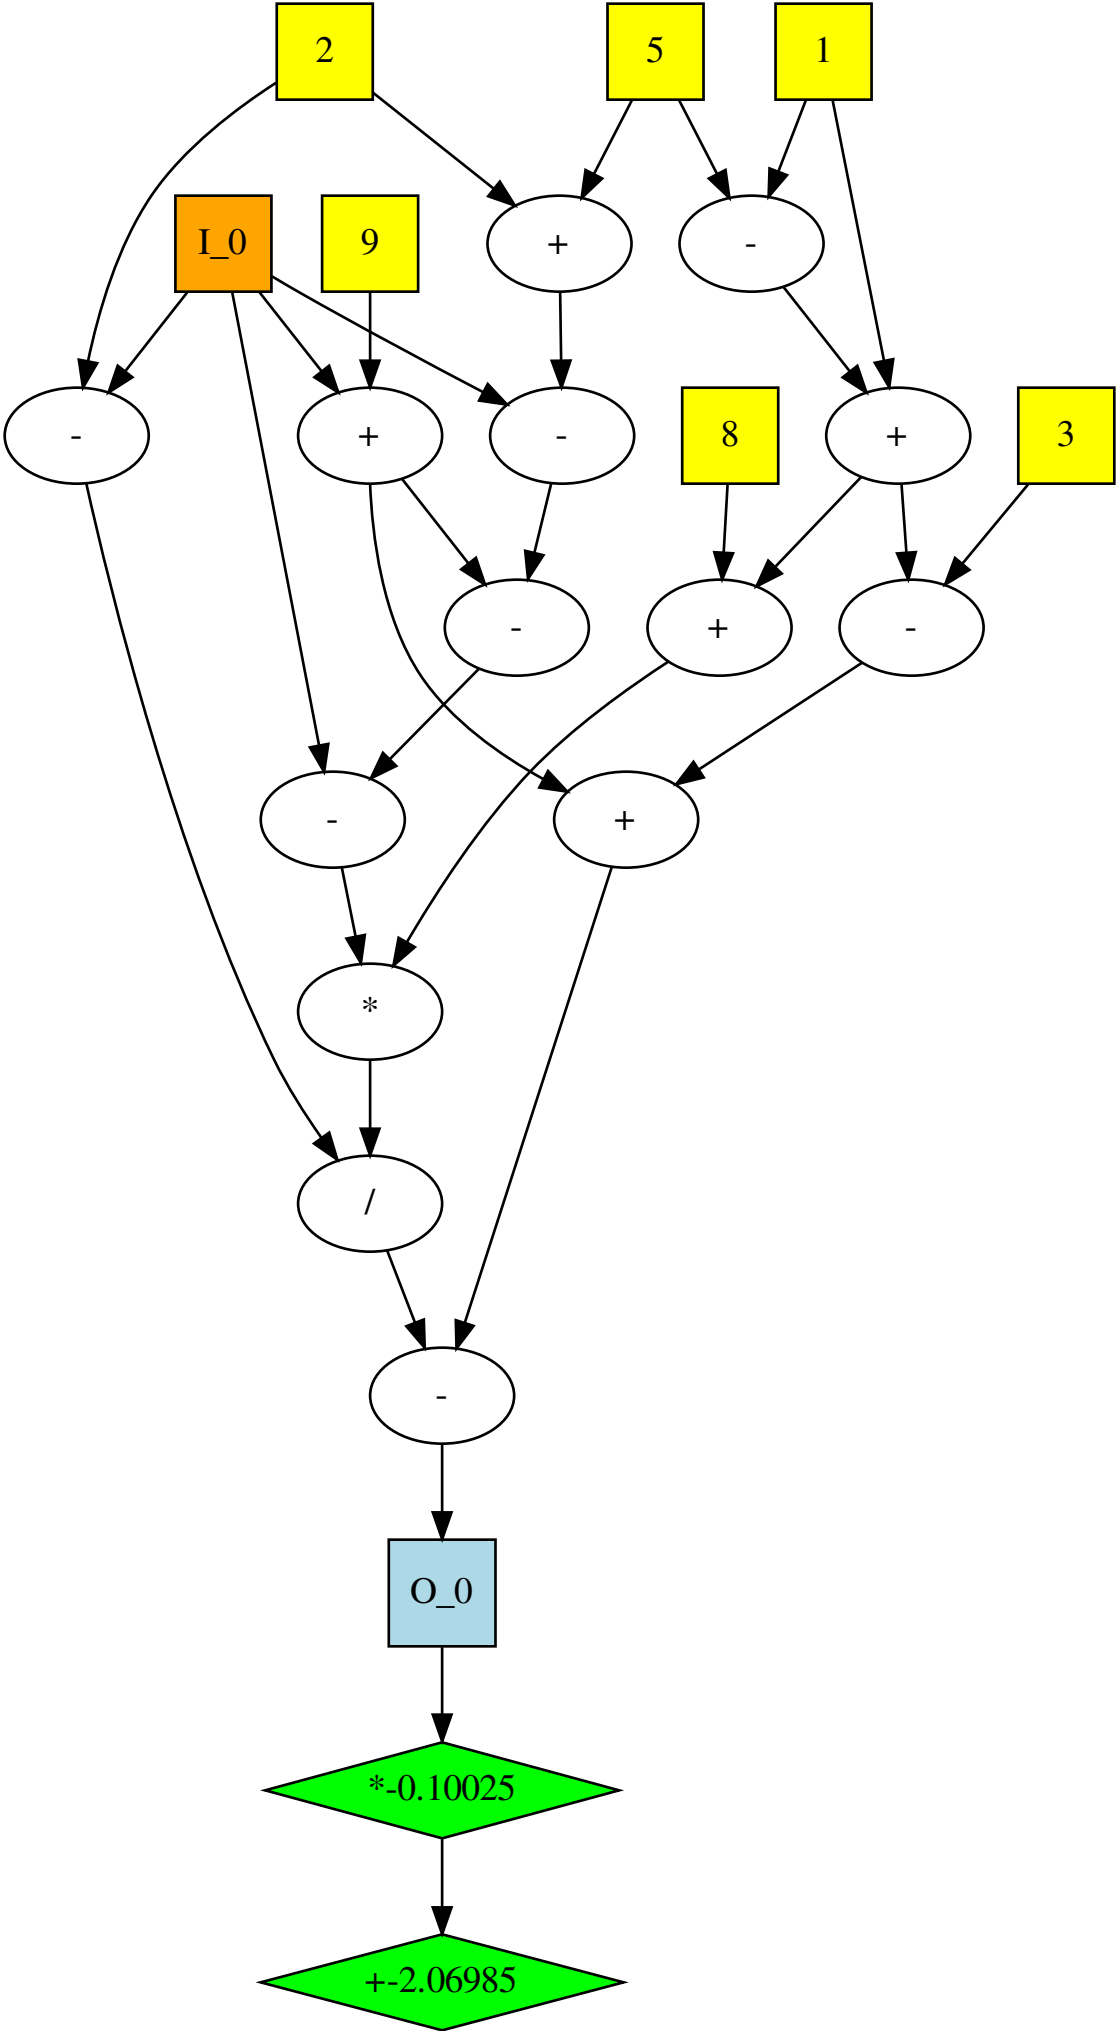 2 5 1
I_0 9 + -
- + - 8 + 3
- + -
- +
*
/
-
O_0
*-0.10025
+-2.06985